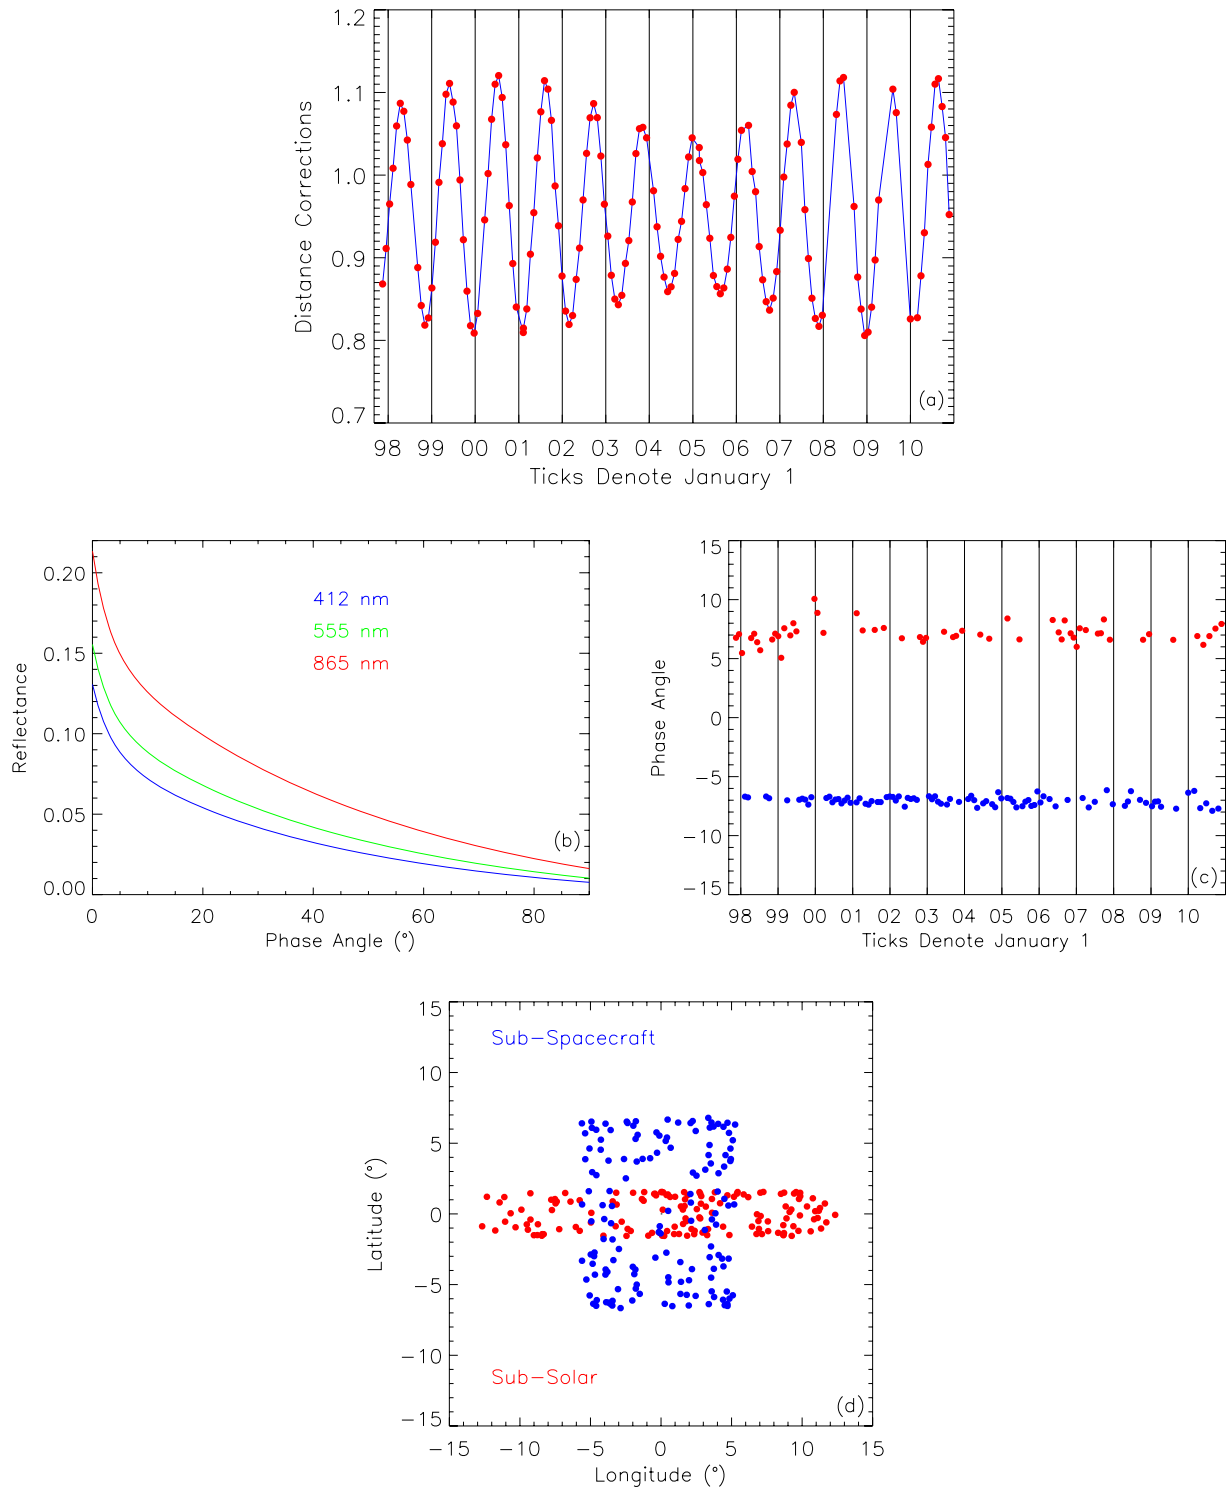 1.2
1.1
1.0
0.9
0.8
0.7
Distance Corrections
(a)
98 99 00 01 02 03 04 05 06 07 08 09 10
Ticks Denote January 1
0.20
0.15
0.10
0.05
0.00
Reflectance
412 nm
555 nm
865 nm
(b)
0 20 40 60 80
Phase Angle (°)
15
10
5
0
−5
−10
−15
Phase Angle
(c)
98 99 00 01 02 03 04 05 06 07 08 09 10
Ticks Denote January 1
15
10
5
0
−5
−10
−15
Latitude (°)
Sub−Spacecraft
Sub−Solar
(d)
−15 −10 −5 0 5 10 15
Longitude (°)